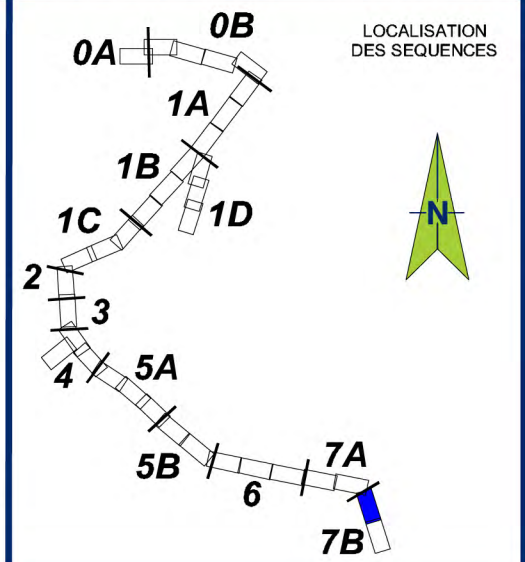 LOCALISATION
DES SEQUENCES
0A
0B
1A
1B
1C
1D
N
2
3
4
5A
5B
6
7A
7B